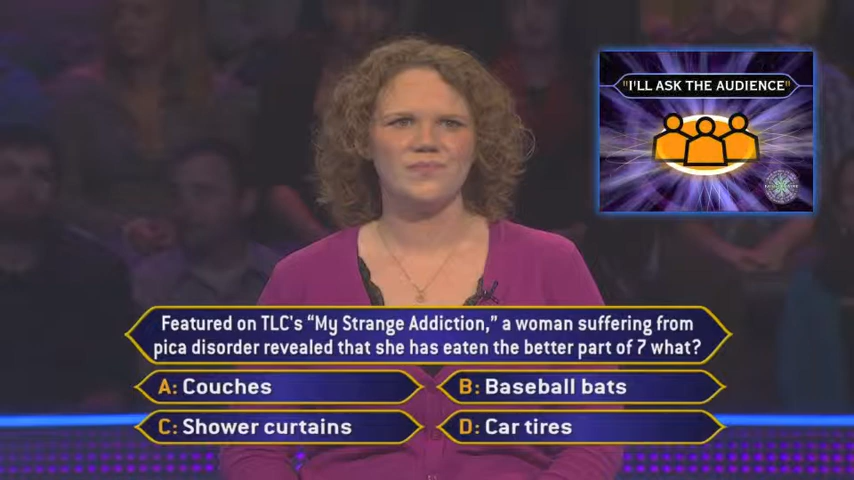 "I'LL ASK THE AUDIENCE"
Featured on TLC's “My Strange Addiction,” a woman suffering from
pica disorder revealed that she has eaten the better part of 7 what?
A: Couches
B: Baseball bats
C: Shower curtains
D: Car tires